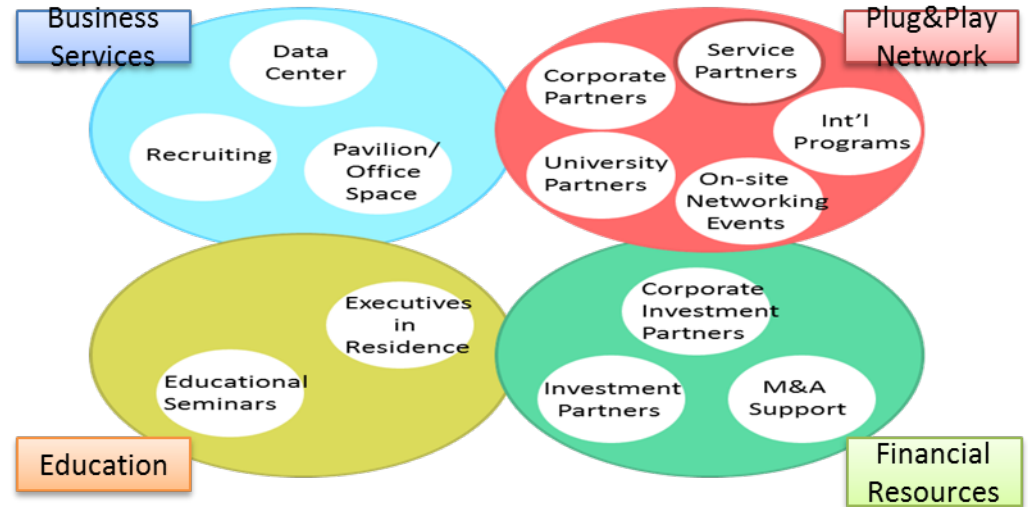 Business
Services
Data
Center
Recruiting
Pavilion/
Office
Space
Plug&Play
Network
Service
Partners
Corporate
Partners
Int'l
Programs
University
Partners
On-site
Networking
Events
Executives
in
Residence
Educational
Seminars
Education
Corporate
Investment
Partners
Investment
Partners
M&A
Support
Financial
Resources